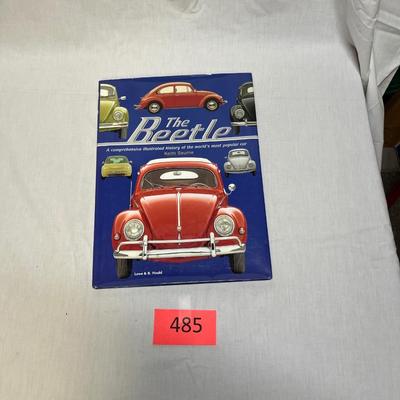 The
Beetle
A comprehensive illustrated history of the world's most popular car
Keith Seume
Lowe & B. Hould
485